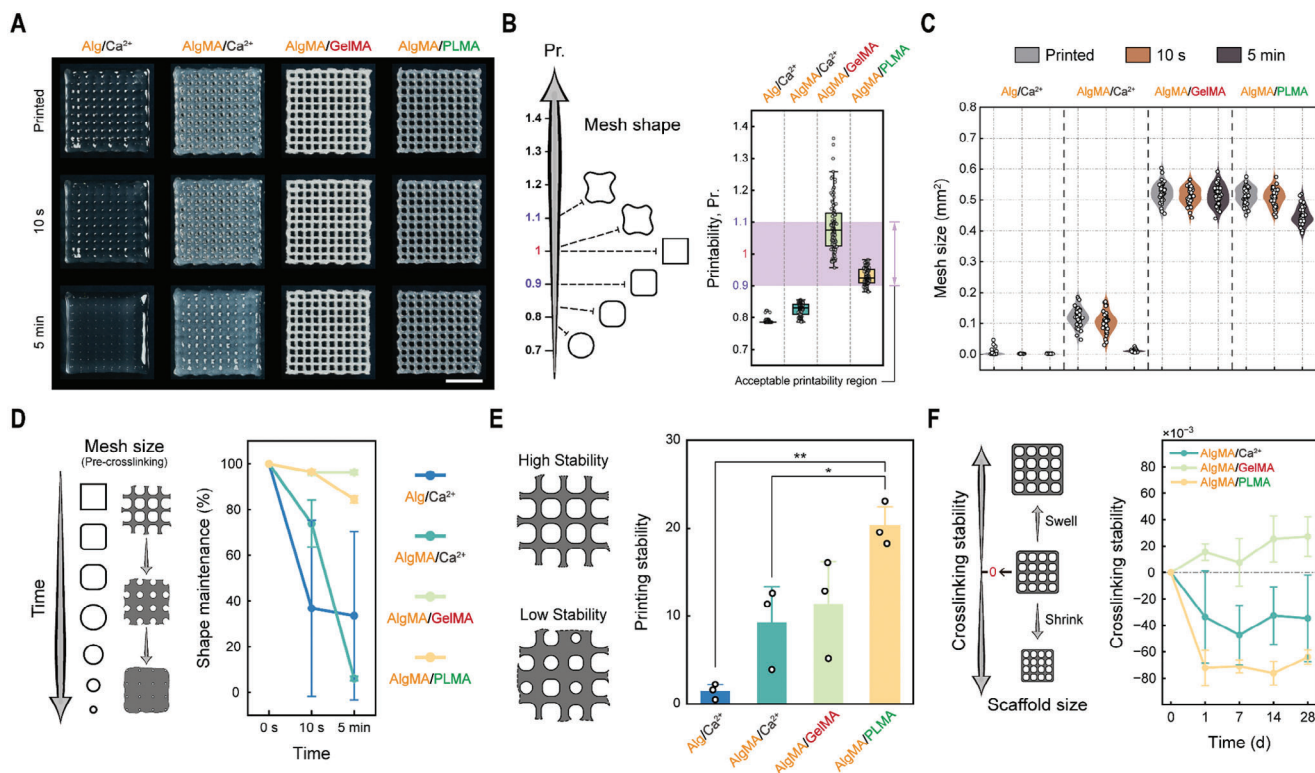 A
Alg/Ca²⁺ AlgMA/Ca²⁺ AlgMA/GelMA AlgMA/PLMA
Printed
10 s
5 min
B
Pr.
Mesh shape
1.4
1.3
1.2
1.1
1
0.9
0.8
0.7
Alg/Ca²⁺
AlgMA/Ca²⁺
AlgMA/GelMA
AlgMA/PLMA
Printability, Pr.
1.4
1.3
1.2
1.1
1
0.9
0.8
0.7
Acceptable printability region
C
Printed 10 s 5 min
Alg/Ca²⁺ AlgMA/Ca²⁺ AlgMA/GelMA AlgMA/PLMA
Mesh size (mm²)
0.8
0.7
0.6
0.5
0.4
0.3
0.2
0.1
0.0
D
Mesh size
(Pre-crosslinking)
Time
Shape maintenance (%)
100
80
60
40
20
0
0 s 10 s 5 min
Time
Alg/Ca²⁺
AlgMA/Ca²⁺
AlgMA/GelMA
AlgMA/PLMA
E
High Stability
Low Stability
Printing stability
30
20
10
0
**
*
Alg/Ca²⁺
AlgMA/Ca²⁺
AlgMA/GelMA
AlgMA/PLMA
F
Crosslinking stability
0
Swell
Shrink
Scaffold size
×10⁻³
Crosslinking stability
80
60
40
20
0
−20
−40
−60
−80
AlgMA/Ca²⁺
AlgMA/GelMA
AlgMA/PLMA
0 1 7 14 28
Time (d)